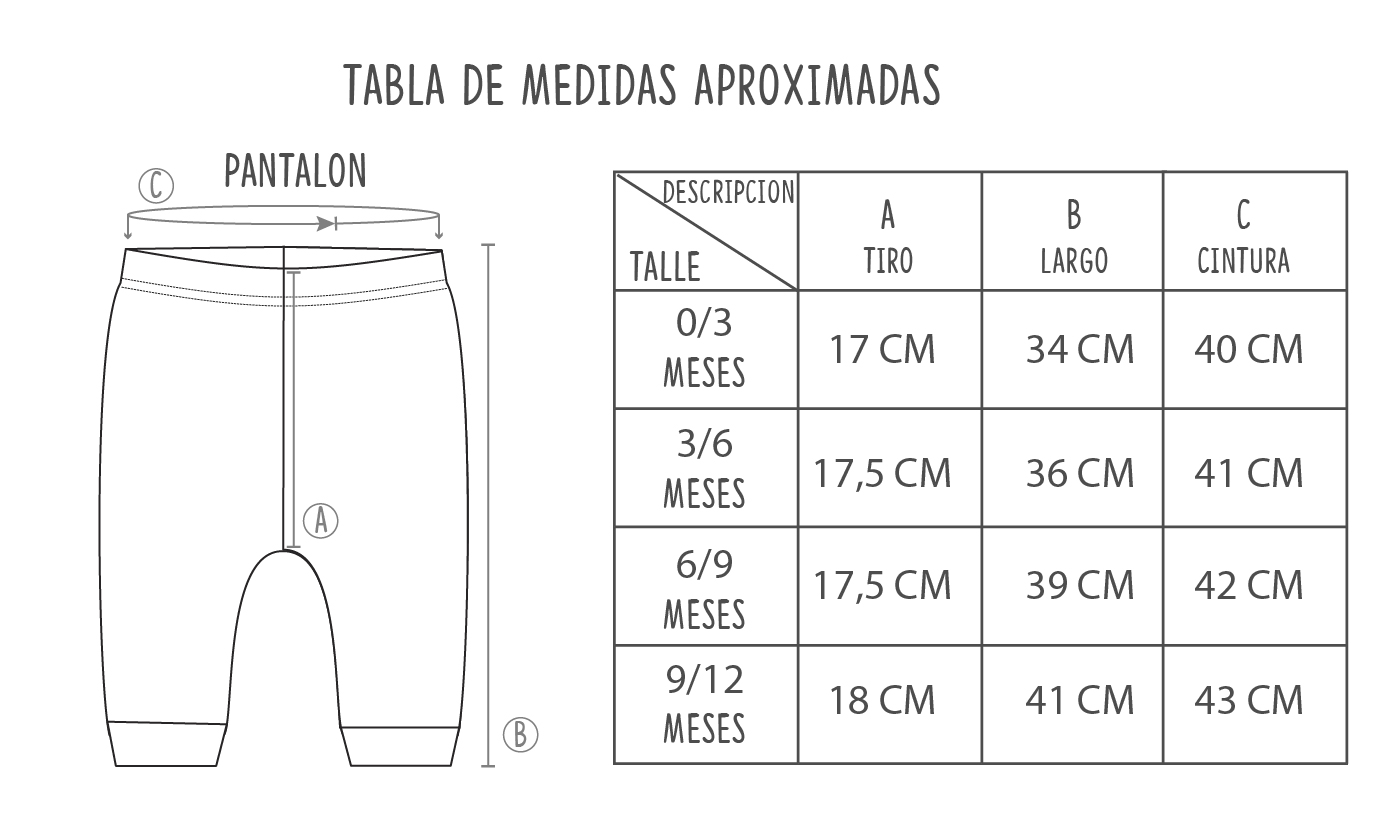 TABLA DE MEDIDAS APROXIMADAS
PANTALON
C
A
B
DESCRIPCION
TALLE
A
TIRO
B
LARGO
C
CINTURA
0/3
MESES
17 CM
34 CM
40 CM
3/6
MESES
17,5 CM
36 CM
41 CM
6/9
MESES
17,5 CM
39 CM
42 CM
9/12
MESES
18 CM
41 CM
43 CM